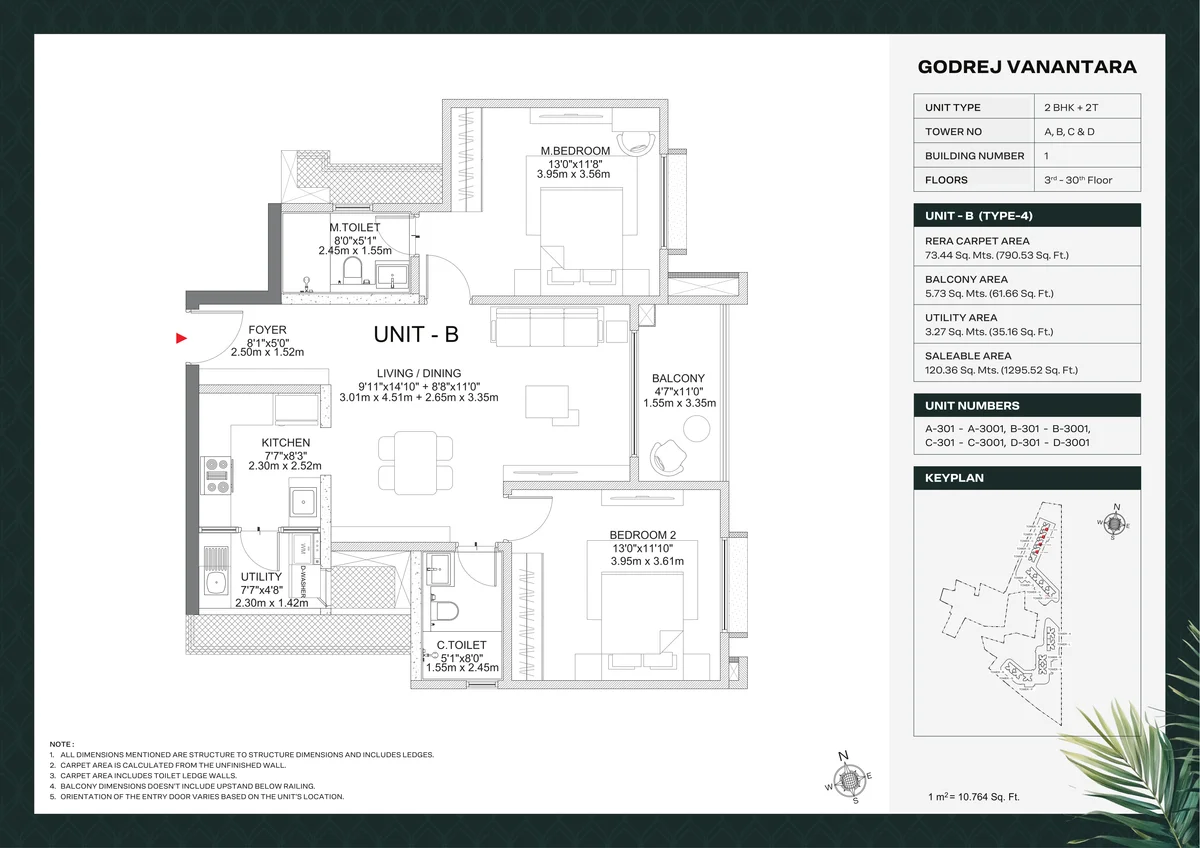 M.BEDROOM
13'0"x11'8"
3.95m x 3.56m
M.TOILET
8'0"x5'1"
2.45m x 1.55m
FOYER
8'1"x5'0"
2.50m x 1.52m
UNIT - B
LIVING / DINING
9'11"x14'10" + 8'8"x11'0"
3.01m x 4.51m + 2.65m x 3.35m
BALCONY
4'7"x11'0"
1.55m x 3.35m
KITCHEN
7'7"x8'3"
2.30m x 2.52m
BEDROOM 2
13'0"x11'10"
3.95m x 3.61m
WM
D-WASHER
UTILITY
7'7"x4'8"
2.30m x 1.42m
C.TOILET
5'1"x8'0"
1.55m x 2.45m
NOTE :
1. ALL DIMENSIONS MENTIONED ARE STRUCTURE TO STRUCTURE DIMENSIONS AND INCLUDES LEDGES.
2. CARPET AREA IS CALCULATED FROM THE UNFINISHED WALL.
3. CARPET AREA INCLUDES TOILET LEDGE WALLS.
4. BALCONY DIMENSIONS DOESN'T INCLUDE UPSTAND BELOW RAILING.
5. ORIENTATION OF THE ENTRY DOOR VARIES BASED ON THE UNIT'S LOCATION.
N
W E
S
GODREJ VANANTARA
UNIT TYPE 2 BHK + 2T
TOWER NO A, B, C & D
BUILDING NUMBER 1
FLOORS 3rd - 30th Floor
UNIT - B (TYPE-4)
RERA CARPET AREA
73.44 Sq. Mts. (790.53 Sq. Ft.)
BALCONY AREA
5.73 Sq. Mts. (61.66 Sq. Ft.)
UTILITY AREA
3.27 Sq. Mts. (35.16 Sq. Ft.)
SALEABLE AREA
120.36 Sq. Mts. (1295.52 Sq. Ft.)
UNIT NUMBERS
A-301 - A-3001, B-301 - B-3001,
C-301 - C-3001, D-301 - D-3001
KEYPLAN
N
W E
S
1 m2 = 10.764 Sq. Ft.